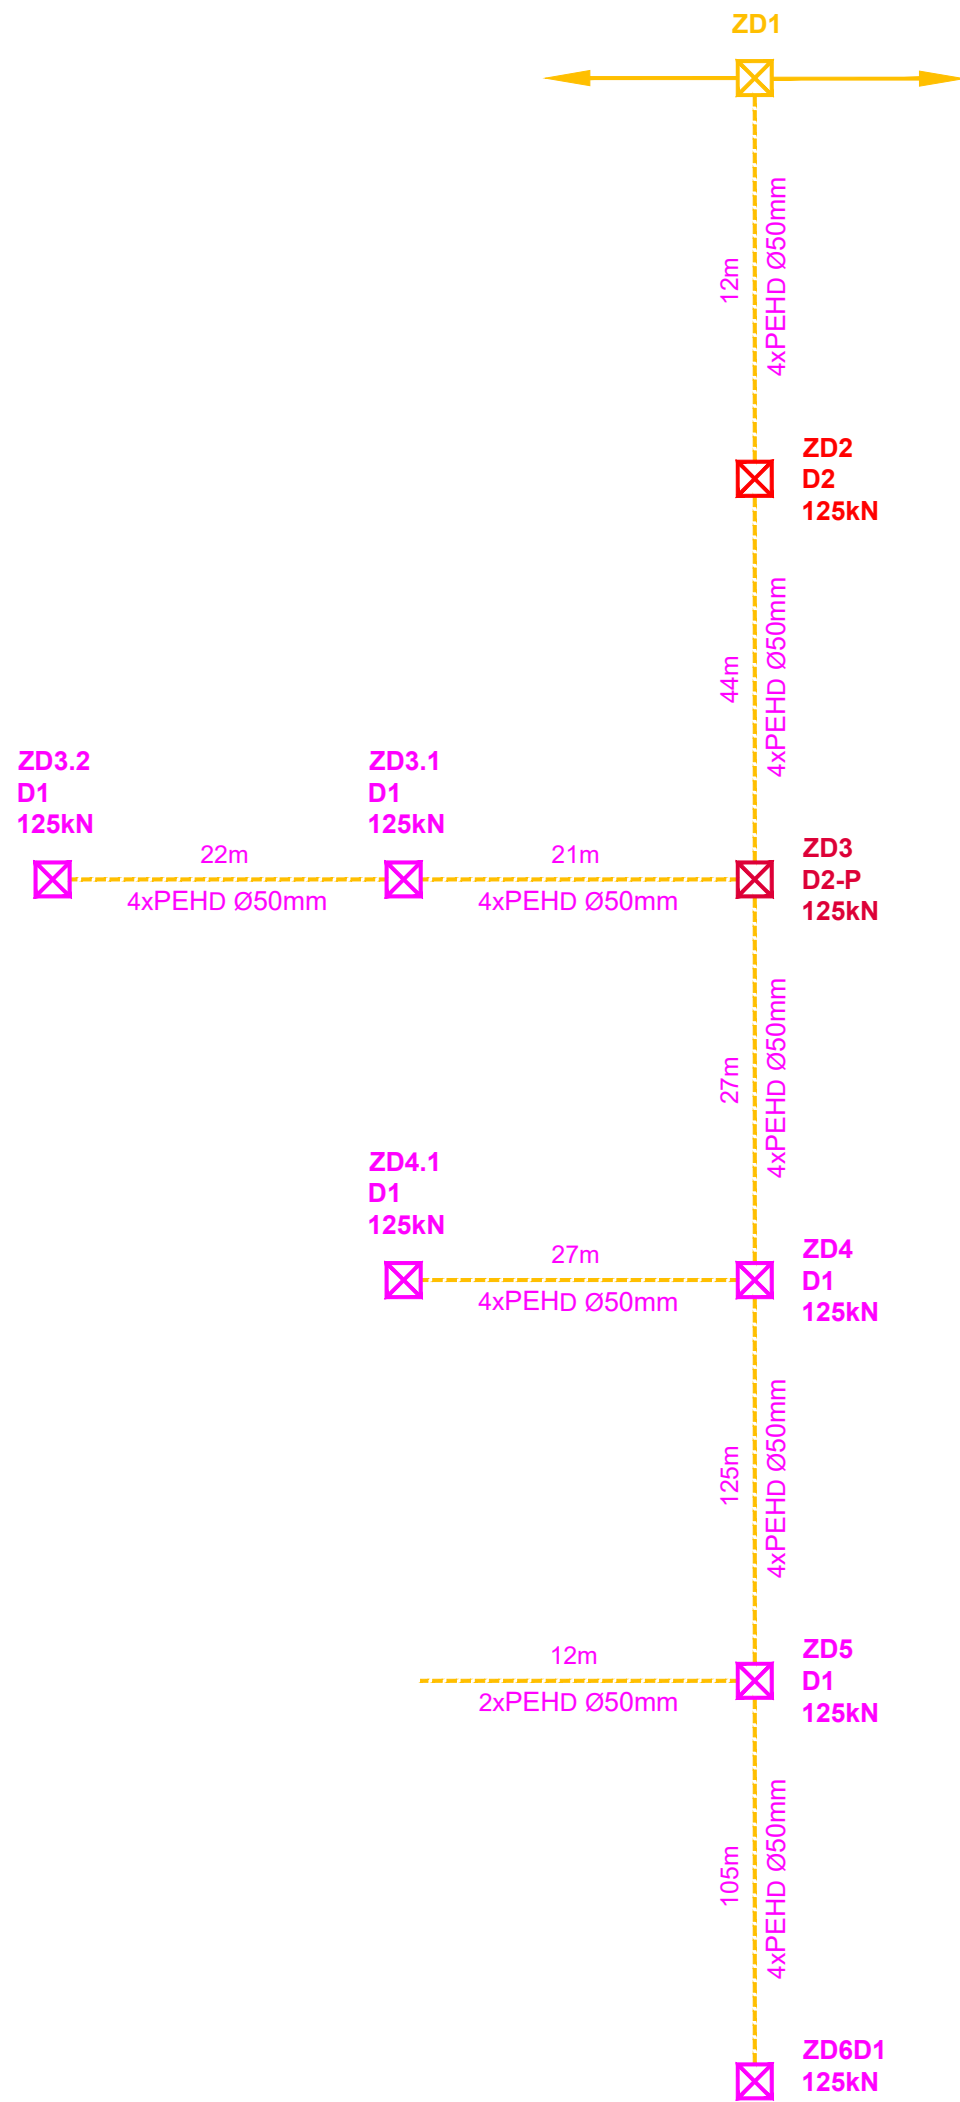 ZD1
12m
4xPEHD Ø50mm
ZD2
D2
125kN
44m
4xPEHD Ø50mm
ZD3.2
D1
125kN
ZD3.1
D1
125kN
22m
4xPEHD Ø50mm
21m
4xPEHD Ø50mm
ZD3
D2-P
125kN
27m
4xPEHD Ø50mm
ZD4.1
D1
125kN
27m
4xPEHD Ø50mm
ZD4
D1
125kN
125m
4xPEHD Ø50mm
12m
2xPEHD Ø50mm
ZD5
D1
125kN
105m
4xPEHD Ø50mm
ZD6D1
125kN